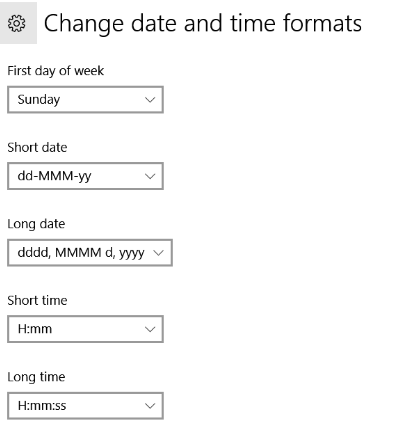 Change date and time formats
First day of week
Sunday
Short date
dd-MMM-yy
Long date
dddd, MMMM d, yyyy
Short time
H:mm
Long time
H:mm:ss